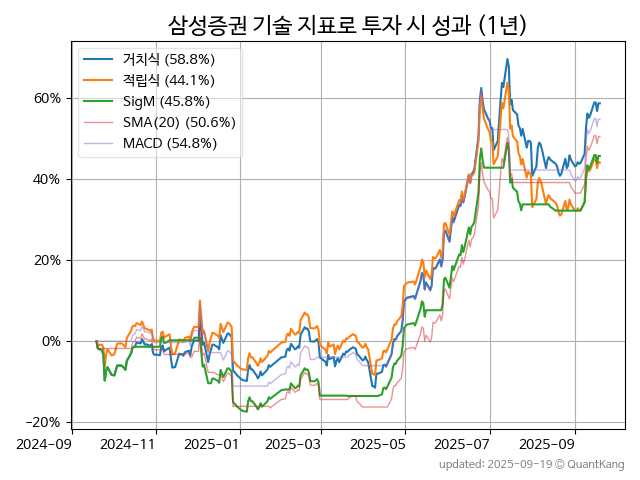 삼성증권 기술 지표로 투자 시 성과 (1년)
거치식 (58.8%)
적립식 (44.1%)
SigM (45.8%)
SMA(20) (50.6%)
MACD (54.8%)
60%
40%
20%
0%
−20%
2024-09 2024-11 2025-01 2025-03 2025-05 2025-07 2025-09
updated: 2025-09-19 © QuantKang